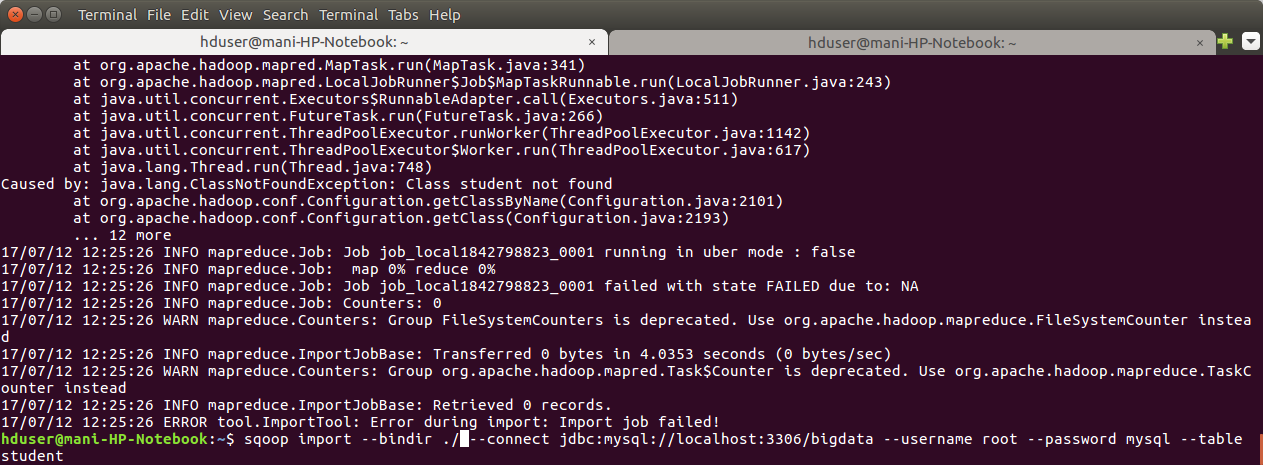 Terminal File Edit View Search Terminal Tabs Help
hduser@mani-HP-Notebook: ~ × hduser@mani-HP-Notebook: ~ ×
at org.apache.hadoop.mapred.MapTask.run(MapTask.java:341)
at org.apache.hadoop.mapred.LocalJobRunner$Job$MapTaskRunnable.run(LocalJobRunner.java:243)
at java.util.concurrent.Executors$RunnableAdapter.call(Executors.java:511)
at java.util.concurrent.FutureTask.run(FutureTask.java:266)
at java.util.concurrent.ThreadPoolExecutor.runWorker(ThreadPoolExecutor.java:1142)
at java.util.concurrent.ThreadPoolExecutor$Worker.run(ThreadPoolExecutor.java:617)
at java.lang.Thread.run(Thread.java:748)
Caused by: java.lang.ClassNotFoundException: Class student not found
at org.apache.hadoop.conf.Configuration.getClassByName(Configuration.java:2101)
at org.apache.hadoop.conf.Configuration.getClass(Configuration.java:2193)
... 12 more
17/07/12 12:25:26 INFO mapreduce.Job: Job job_local1842798823_0001 running in uber mode : false
17/07/12 12:25:26 INFO mapreduce.Job:  map 0% reduce 0%
17/07/12 12:25:26 INFO mapreduce.Job: Job job_local1842798823_0001 failed with state FAILED due to: NA
17/07/12 12:25:26 INFO mapreduce.Job: Counters: 0
17/07/12 12:25:26 WARN mapreduce.Counters: Group FileSystemCounters is deprecated. Use org.apache.hadoop.mapreduce.FileSystemCounter instea
d
17/07/12 12:25:26 INFO mapreduce.ImportJobBase: Transferred 0 bytes in 4.0353 seconds (0 bytes/sec)
17/07/12 12:25:26 WARN mapreduce.Counters: Group org.apache.hadoop.mapred.Task$Counter is deprecated. Use org.apache.hadoop.mapreduce.TaskC
ounter instead
17/07/12 12:25:26 INFO mapreduce.ImportJobBase: Retrieved 0 records.
17/07/12 12:25:26 ERROR tool.ImportTool: Error during import: Import job failed!
hduser@mani-HP-Notebook:~$ sqoop import --bindir ./ --connect jdbc:mysql://localhost:3306/bigdata --username root --password mysql --table
student